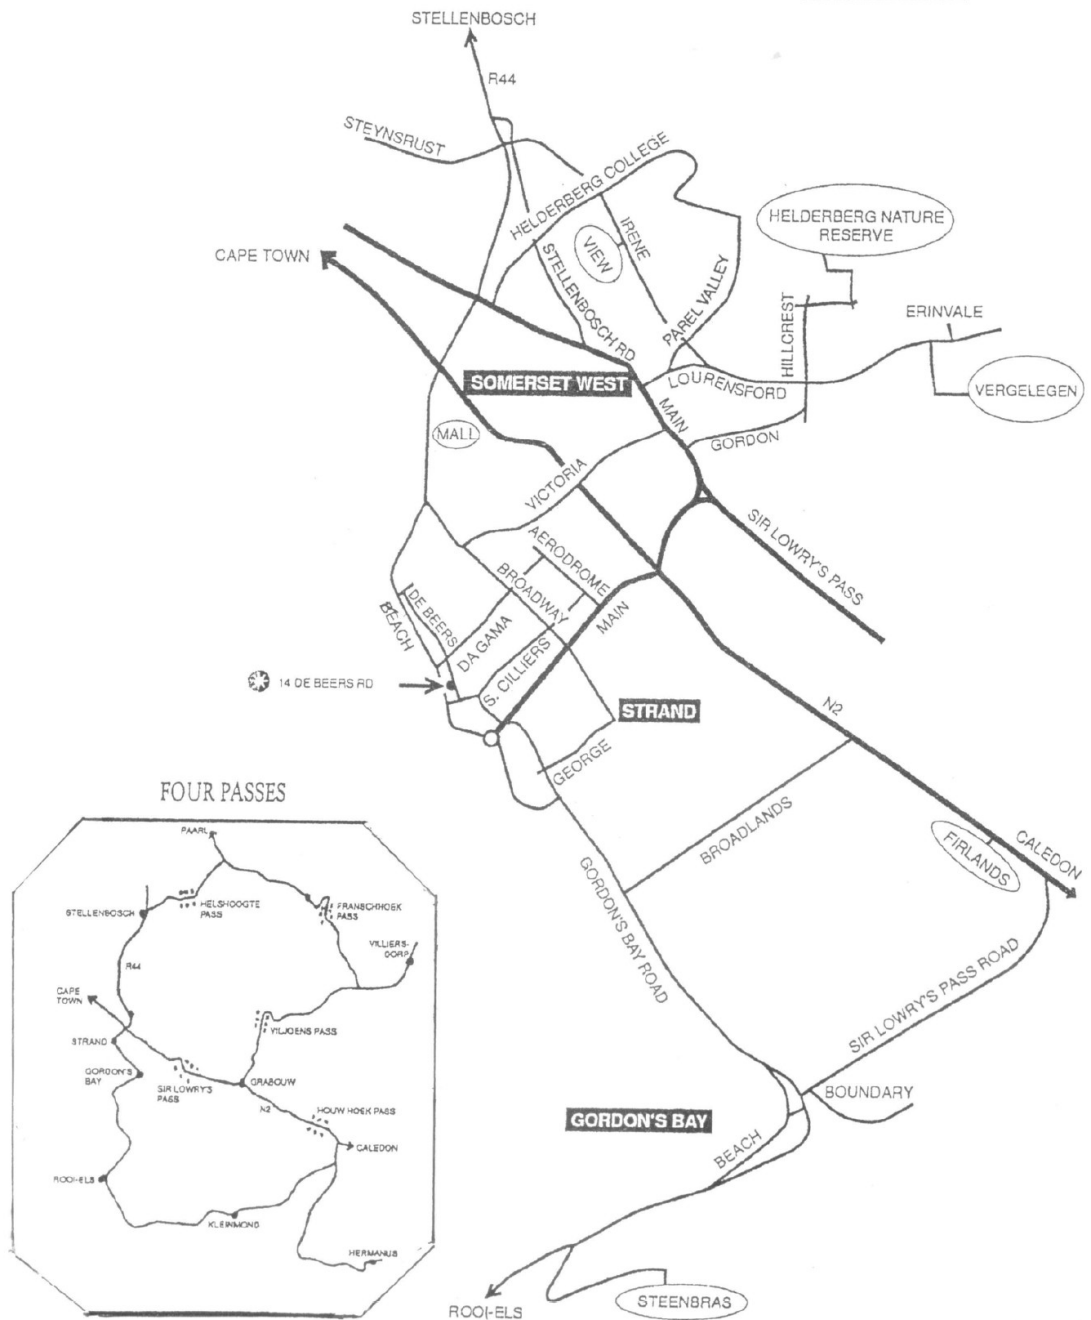 STELLENBOSCH
R44
STEYNSRUST
HELDERBERG COLLEGE
HELDERBERG NATURE
RESERVE
CAPE TOWN
VIEW
IRENE
STELLENBOSCH RD
PAREL VALLEY
HILLCREST
ERINVALE
SOMERSET WEST
LOURENSFORD
VERGELEGEN
MALL
MAIN
GORDON
VICTORIA
SIR LOWRY'S PASS
AERODROME
BROADWAY
DE BEERS
BEACH
DA GAMA
MAIN
S. CILLIERS
14 DE BEERS RD
STRAND
N2
GEORGE
BROADLANDS
FIRLANDS
CALEDON
GORDON'S BAY ROAD
SIR LOWRY'S PASS ROAD
BOUNDARY
GORDON'S BAY
BEACH
ROOI-ELS
STEENBRAS
FOUR PASSES
PAARL
STELLENBOSCH
HELSHOOGTE
PASS
FRANSCHHOEK
PASS
VILLIERS-
DORP
R44
CAPE
TOWN
STRAND
VILJOENS PASS
GORDON'S
BAY
SIR LOWRY'S
PASS
GRABOUW
N2
HOUW HOEK PASS
CALEDON
ROOI-ELS
KLEINMOND
HERMANUS